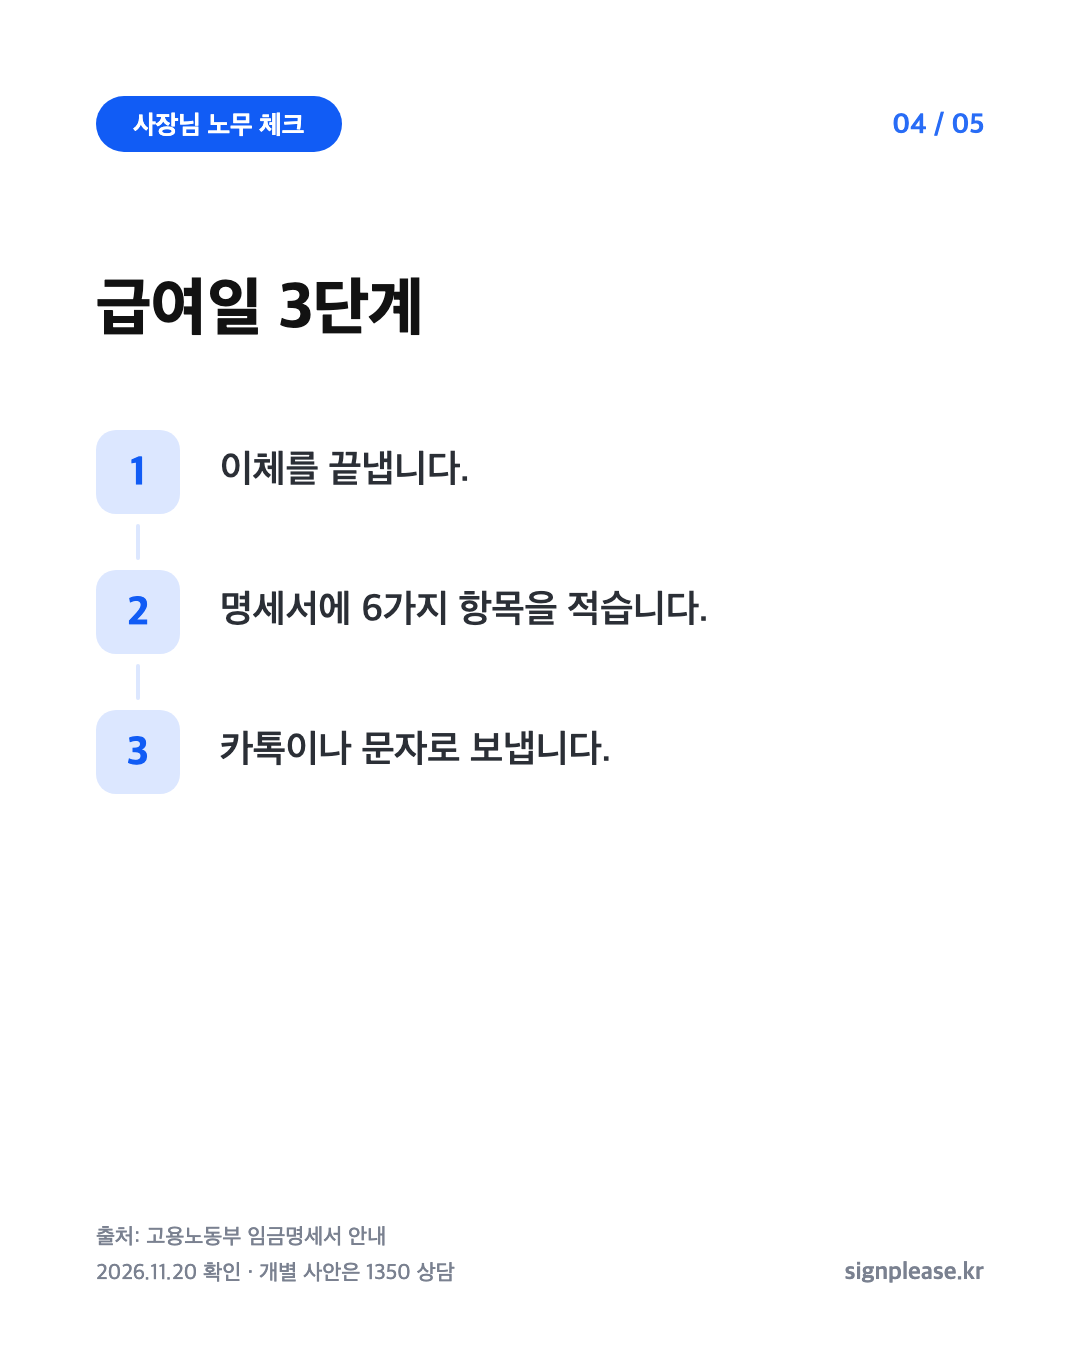 사장님 노무 체크
04 / 05
급여일 3단계
1
이체를 끝냅니다.
2
명세서에 6가지 항목을 적습니다.
3
카톡이나 문자로 보냅니다.
출처: 고용노동부 임금명세서 안내
2026.11.20 확인 · 개별 사안은 1350 상담
signplease.kr